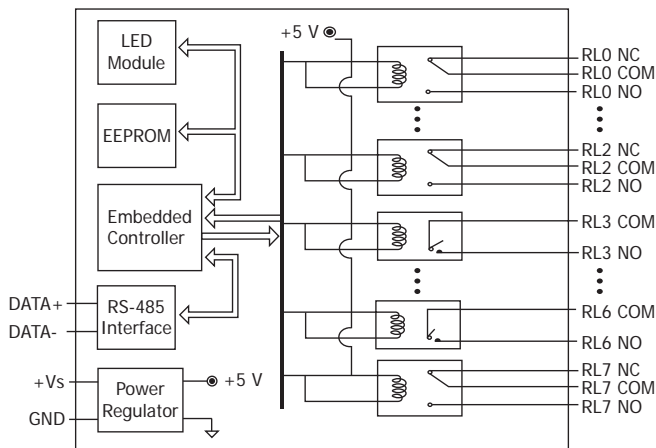 LED
Module
EEPROM
Embedded
Controller
DATA+
DATA-
RS-485
Interface
+Vs
GND
Power
Regulator
+5 V
+5 V
RL0 NC
RL0 COM
RL0 NO
RL2 NC
RL2 COM
RL2 NO
RL3 COM
RL3 NO
RL6 COM
RL6 NO
RL7 NC
RL7 COM
RL7 NO